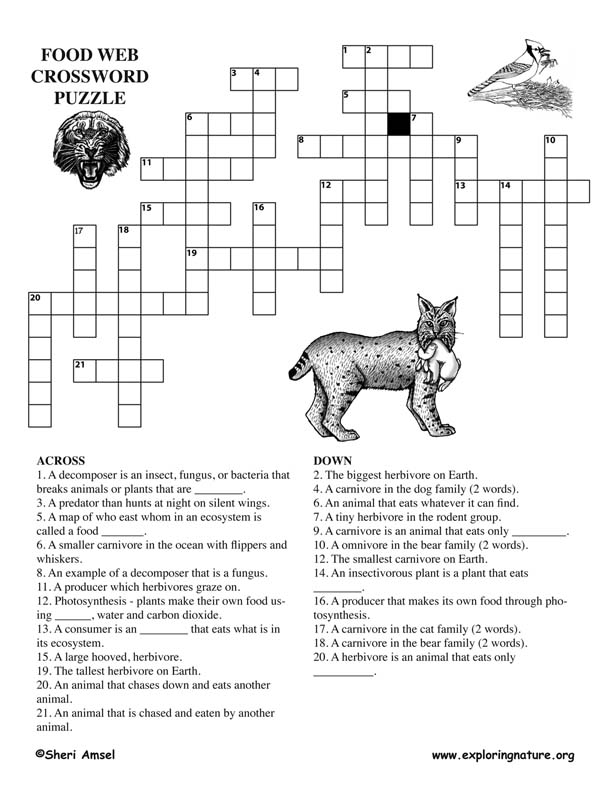 FOOD WEB
CROSSWORD
PUZZLE
1 2
3 4
5
6 7
8 9 10
11
12 13 14
15 16
17 18
19
20
21
ACROSS
1. A decomposer is an insect, fungus, or bacteria that
breaks animals or plants that are ________.
3. A predator than hunts at night on silent wings.
5. A map of who east whom in an ecosystem is
called a food _______.
6. A smaller carnivore in the ocean with flippers and
whiskers.
8. An example of a decomposer that is a fungus.
11. A producer which herbivores graze on.
12. Photosynthesis - plants make their own food us-
ing ______, water and carbon dioxide.
13. A consumer is an ________ that eats what is in
its ecosystem.
15. A large hooved, herbivore.
19. The tallest herbivore on Earth.
20. An animal that chases down and eats another
animal.
21. An animal that is chased and eaten by another
animal.
DOWN
2. The biggest herbivore on Earth.
4. A carnivore in the dog family (2 words).
6. An animal that eats whatever it can find.
7. A tiny herbivore in the rodent group.
9. A carnivore is an animal that eats only _________.
10. A omnivore in the bear family (2 words).
12. The smallest carnivore on Earth.
14. An insectivorous plant is a plant that eats
________.
16. A producer that makes its own food through pho-
tosynthesis.
17. A carnivore in the cat family (2 words).
18. A carnivore in the bear family (2 words).
20. A herbivore is an animal that eats only
__________.
©Sheri Amsel
www.exploringnature.org